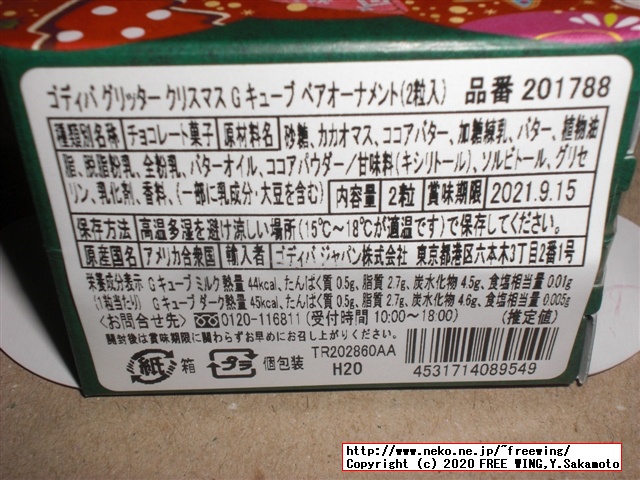 ゴディバ グリッター クリスマス G キューブ ベアオーナメント(2粒入) 品番 201788
種類別名称 チョコレート菓子 原材料名 砂糖、カカオマス、ココアバター、加糖練乳、バター、植物油
脂、脱脂粉乳、全粉乳、バターオイル、ココアパウダー/甘味料(キシリトール)、ソルビトール、グリセ
リン、乳化剤、香料、(一部に乳成分・大豆を含む) 内容量 2粒 賞味期限 2021.9.15
保存方法 高温多湿を避け涼しい場所(15℃~18℃が適温です)で保存してください。
原産国名 アメリカ合衆国 輸入者 ゴディバ ジャパン株式会社 東京都港区六本木3丁目2番1号
栄養成分表示 G キューブ ミルク 熱量 44kcal、たんぱく質 0.5g、脂質 2.7g、炭水化物 4.5g、食塩相当量 0.01g
(1粒当たり) G キューブ ダーク 熱量 45kcal、たんぱく質 0.5g、脂質 2.7g、炭水化物 4.6g、食塩相当量 0.005g
〈お問合せ先〉 0120-116811 (受付時間 10:00~18:00) (推定値)
開封後は賞味期限に関わらずお早めにお召し上がりください。
紙 箱 プラ 個包装 TR202860AA
H20
4531714089549
http://www.neko.ne.jp/~freewing/
Copyright (c) 2020 FREE WING,Y.Sakamoto